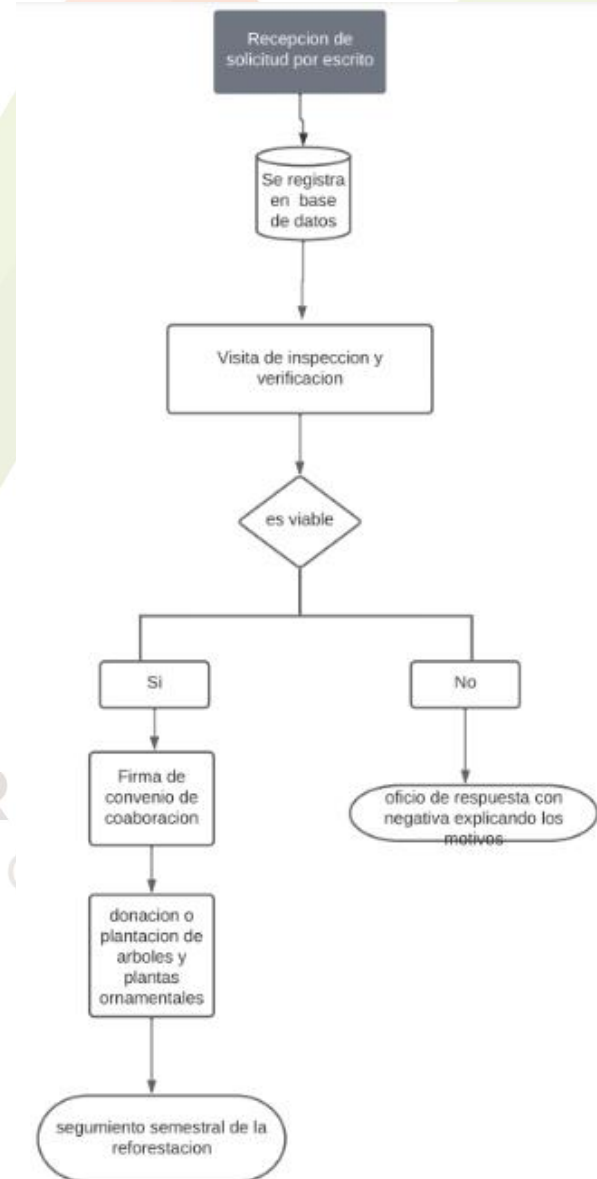 Recepcion de
solicitud por escrito
Se registra
en base
de datos
Visita de inspeccion y
verificacion
es viable
Si
No
Firma de
convenio de
coaboracion
oficio de respuesta con
negativa explicando los
motivos
donacion o
plantacion de
arboles y
plantas
ornamentales
segumiento semestral de la
reforestacion